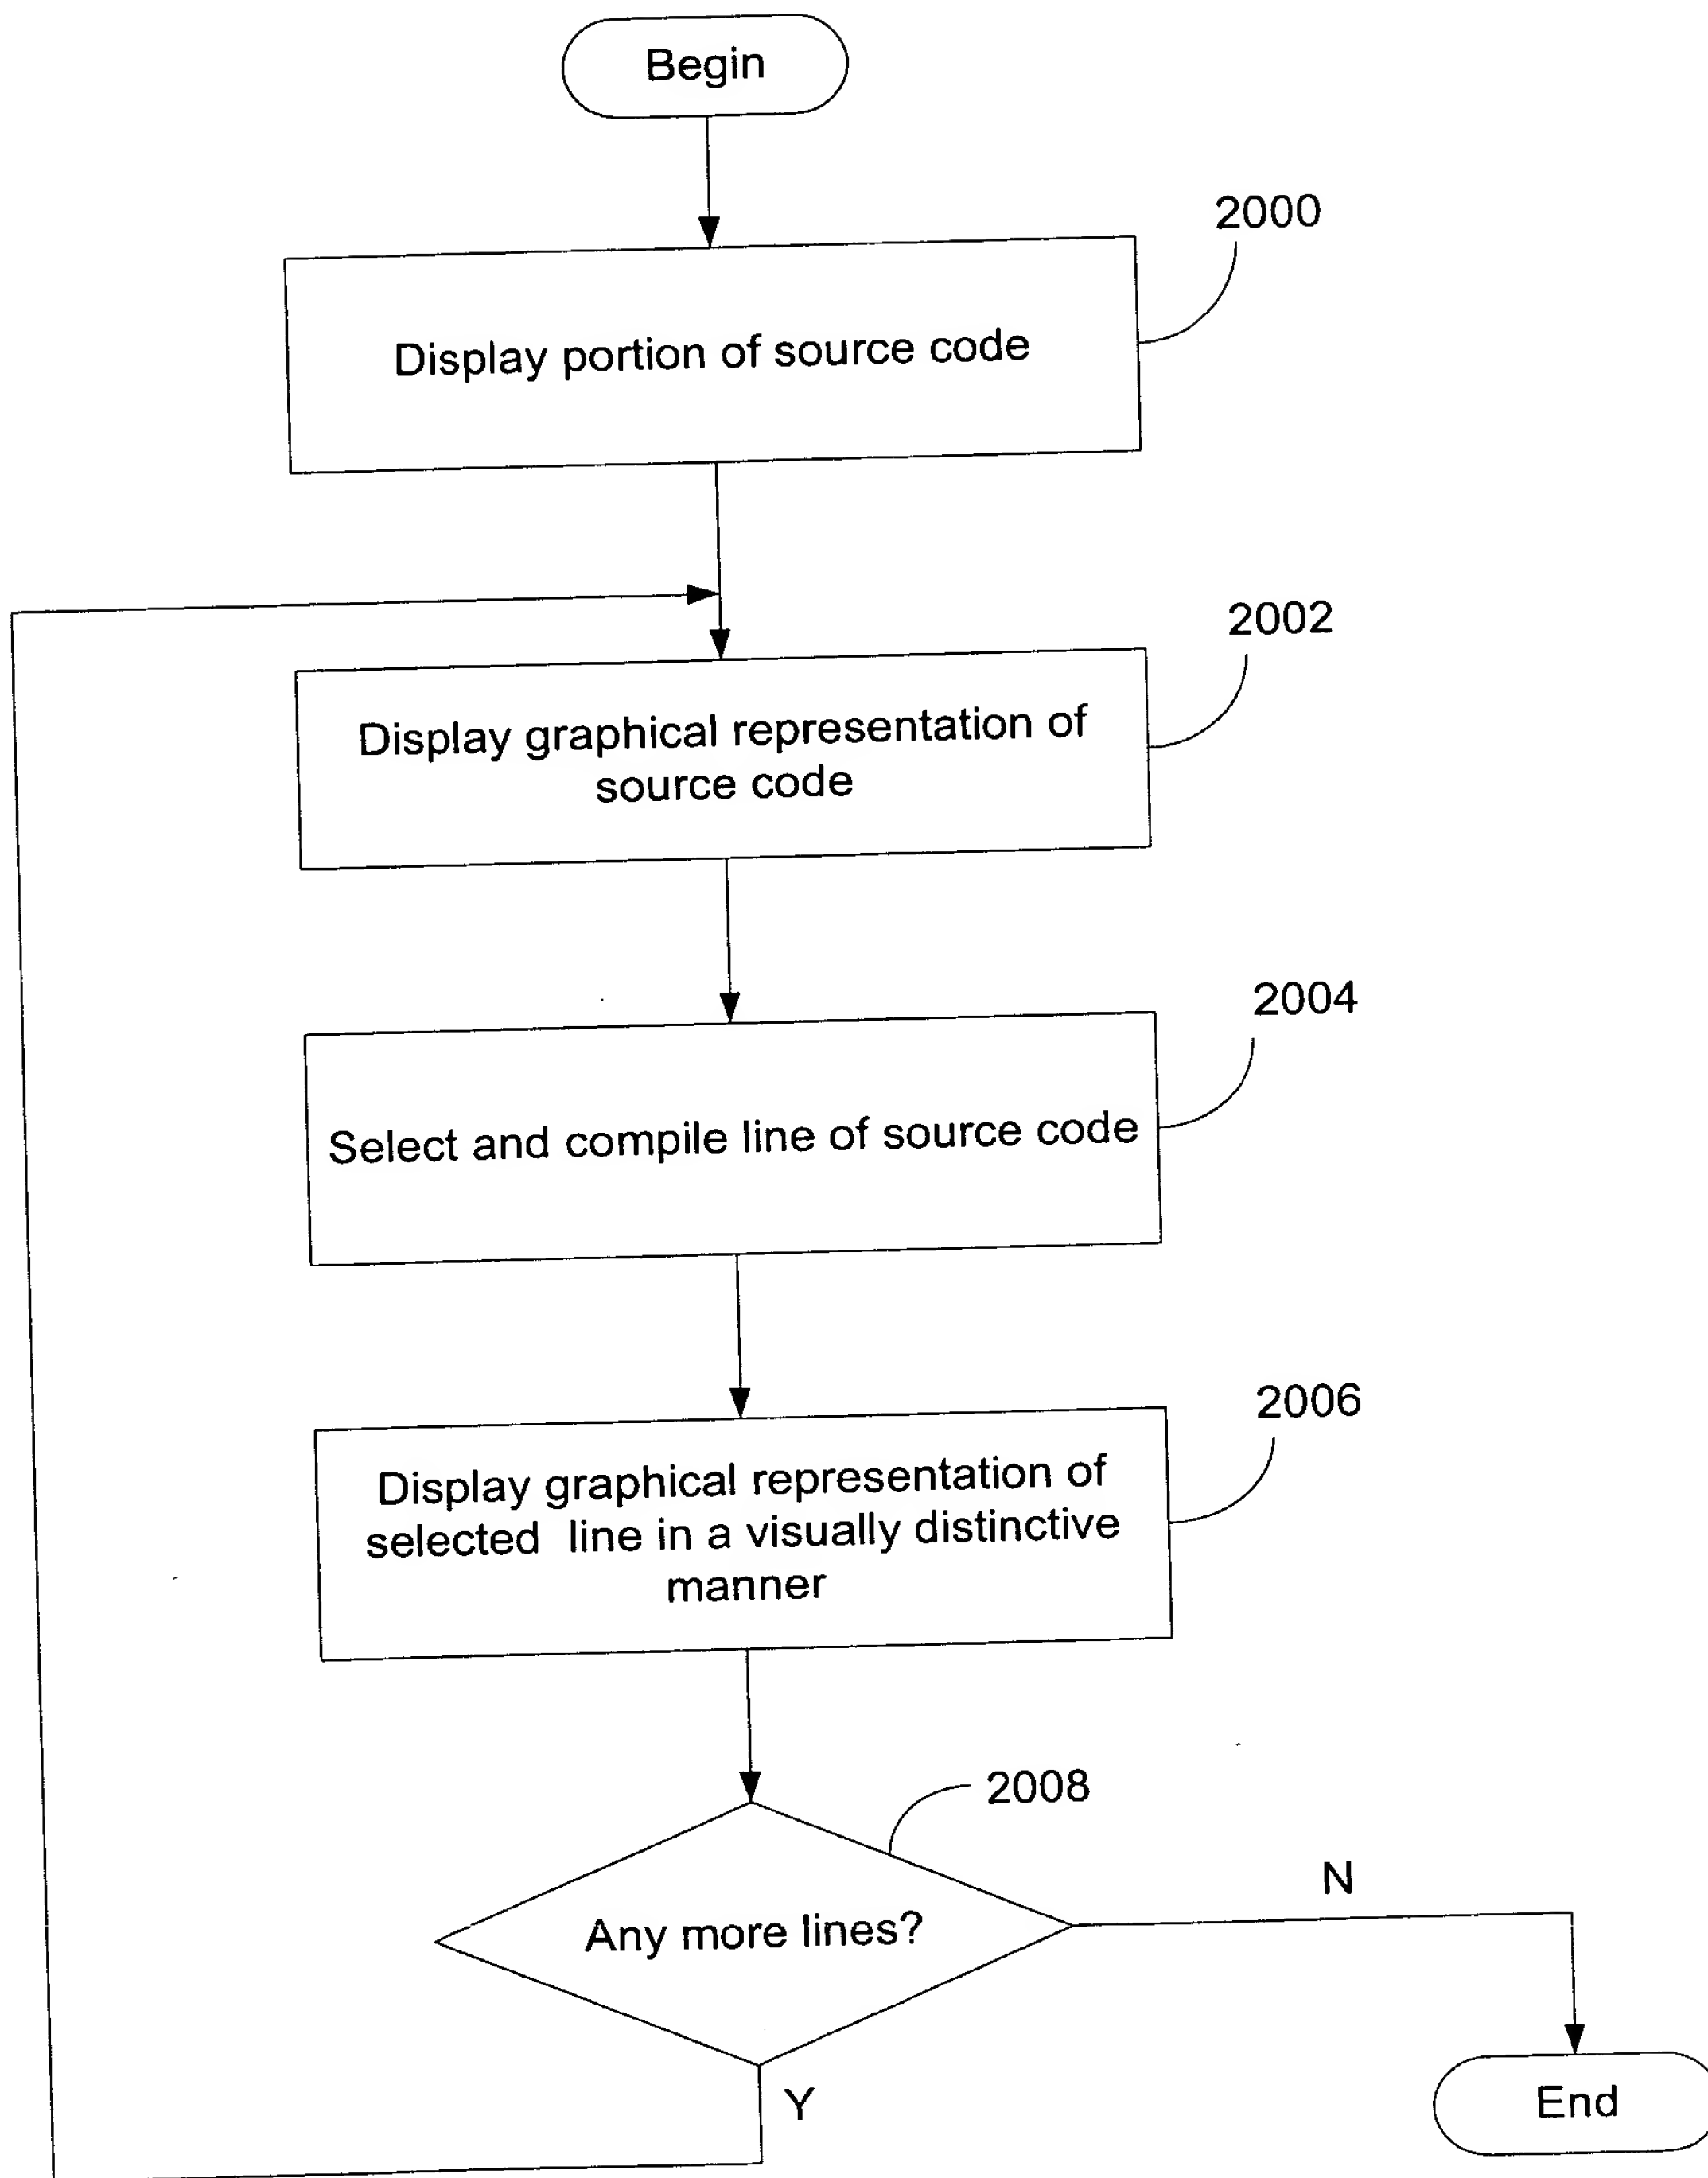 Begin
2000
Display portion of source code
2002
Display graphical representation of
source code
2004
Select and compile line of source code
2006
Display graphical representation of
selected line in a visually distinctive
manner
2008
Any more lines?
N
Y
End